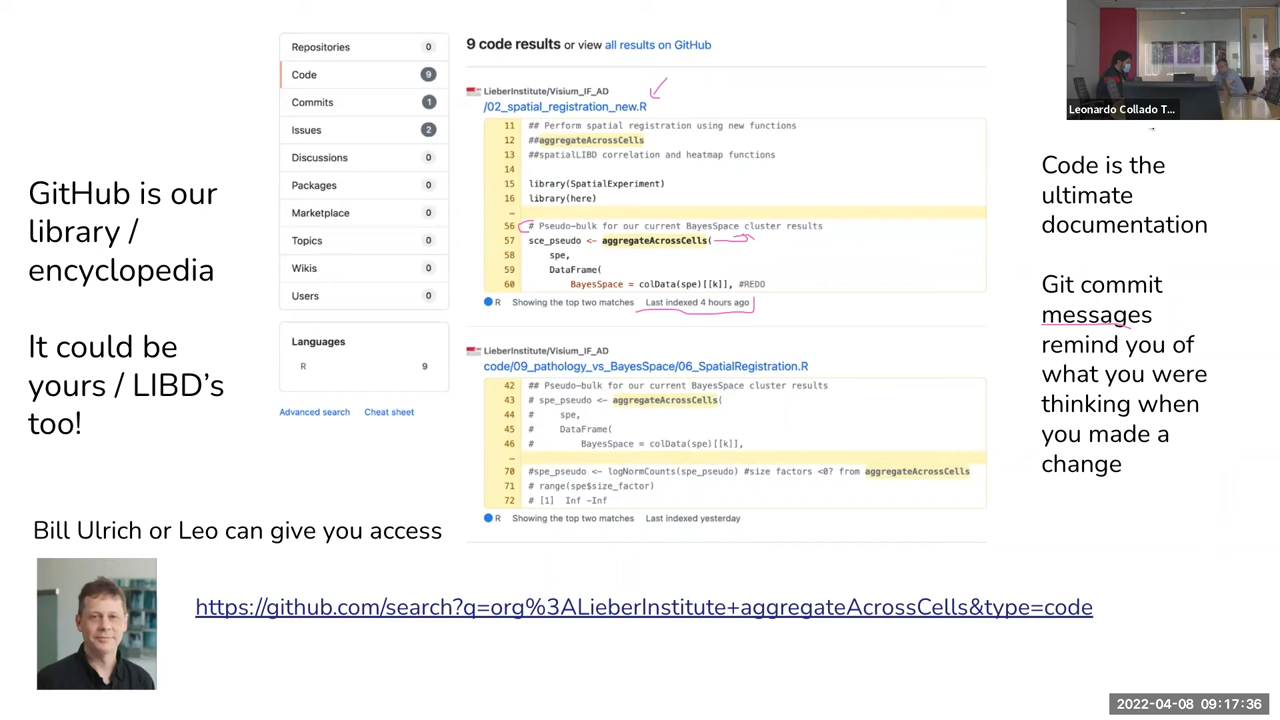 GitHub is our
library /
encyclopedia
It could be
yours / LIBD's
too!
Repositories 0
Code 9
Commits 1
Issues 2
Discussions 0
Packages 0
Marketplace 0
Topics 0
Wikis 0
Users 0
Languages
R 9
Advanced search Cheat sheet
9 code results or view all results on GitHub
LieberInstitute/Visium_IF_AD
/02_spatial_registration_new.R
11 ## Perform spatial registration using new functions
12 ##aggregateAcrossCells
13 ##spatialLIBD correlation and heatmap functions
14
15 library(SpatialExperiment)
16 library(here)
…
56 # Pseudo-bulk for our current BayesSpace cluster results
57 sce_pseudo <- aggregateAcrossCells(
58 spe,
59 DataFrame(
60 BayesSpace = colData(spe)[[k]], #REDO
R Showing the top two matches Last indexed 4 hours ago
LieberInstitute/Visium_IF_AD
code/09_pathology_vs_BayesSpace/06_SpatialRegistration.R
42 ## Pseudo-bulk for our current BayesSpace cluster results
43 # spe_pseudo <- aggregateAcrossCells(
44 # spe,
45 # DataFrame(
46 # BayesSpace = colData(spe)[[k]],
…
70 #spe_pseudo <- logNormCounts(spe_pseudo) #size factors <0? from aggregateAcrossCells
71 # range(spe$size_factor)
72 # [1] Inf -Inf
R Showing the top two matches Last indexed yesterday
Leonardo Collado T...
Code is the
ultimate
documentation
Git commit
messages
remind you of
what you were
thinking when
you made a
change
Bill Ulrich or Leo can give you access
https://github.com/search?q=org%3ALieberInstitute+aggregateAcrossCells&type=code
2022-04-08 09:17:36